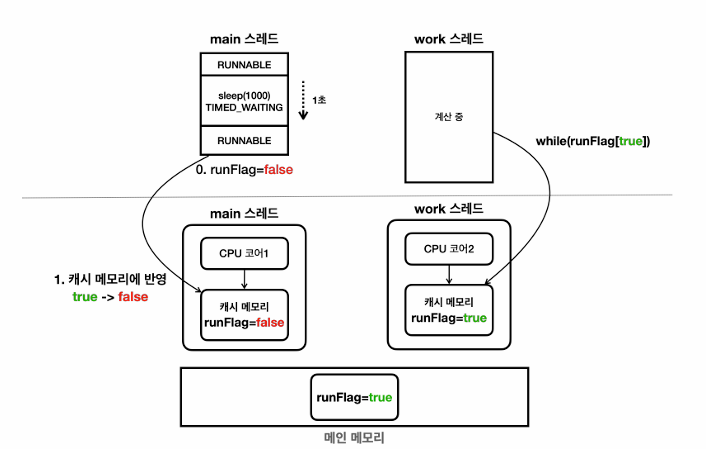 main 스레드
work 스레드
RUNNABLE
sleep(1000)
TIMED_WAITING
1초
RUNNABLE
계산 중
while(runFlag[true])
0. runFlag=false
main 스레드
work 스레드
CPU 코어1
CPU 코어2
1. 캐시 메모리에 반영
true -> false
캐시 메모리
runFlag=false
캐시 메모리
runFlag=true
runFlag=true
메인 메모리